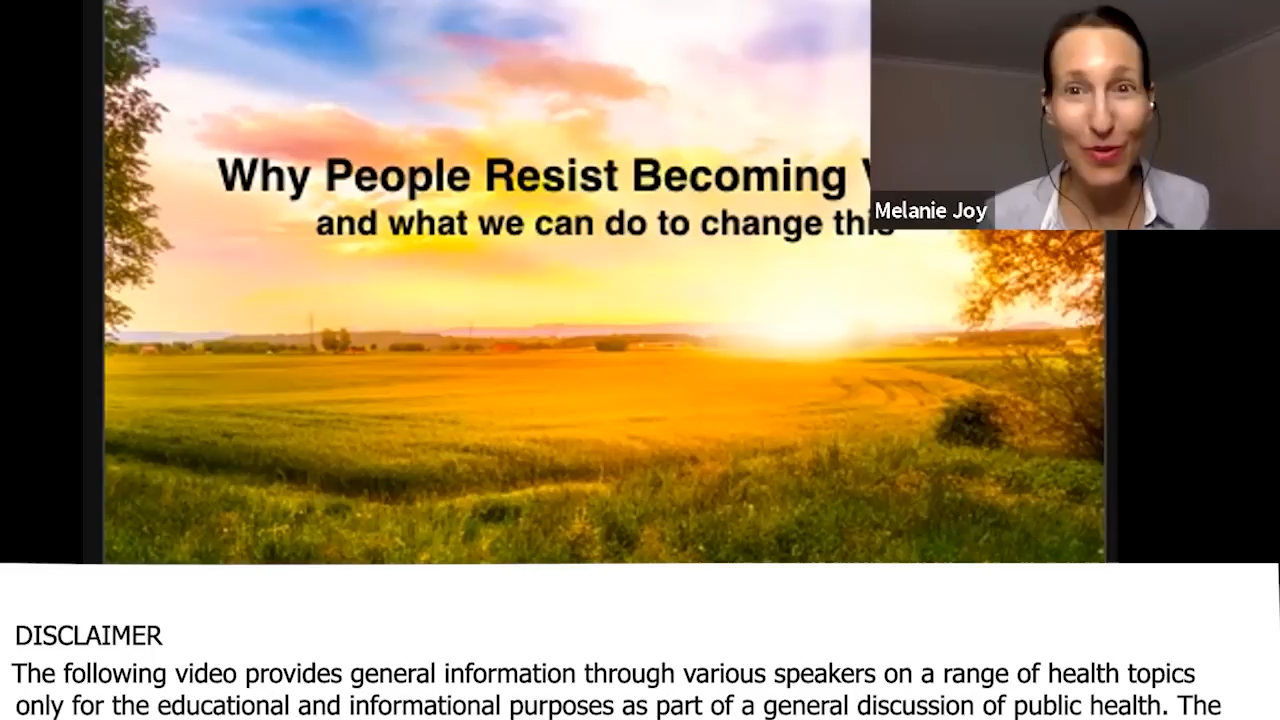 Why People Resist Becoming
and what we can do to change this
Melanie Joy
DISCLAIMER
The following video provides general information through various speakers on a range of health topics
only for the educational and informational purposes as part of a general discussion of public health. The